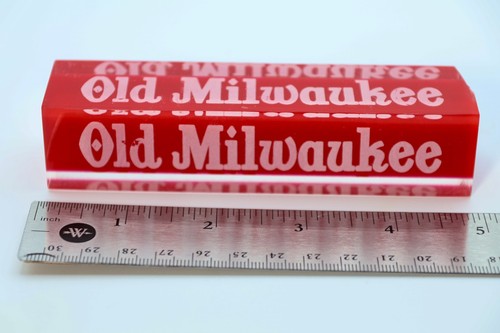 Old Milwaukee
Old Milwaukee
inch 1 2 3 4 5
W
30 29 28 27 26 25 24 23 22 21 20 19 18